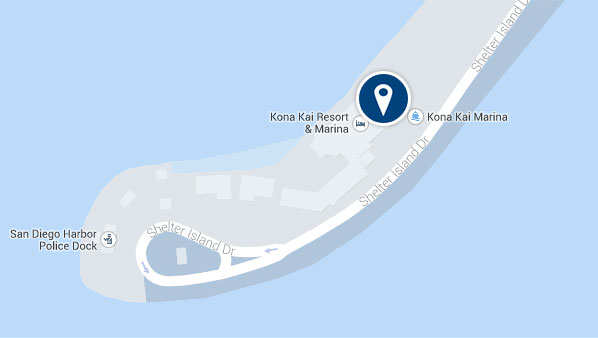 Shelter Island D
Kona Kai Resort
& Marina
Kona Kai Marina
Shelter Island Dr
San Diego Harbor
Police Dock
Shelter Island Dr